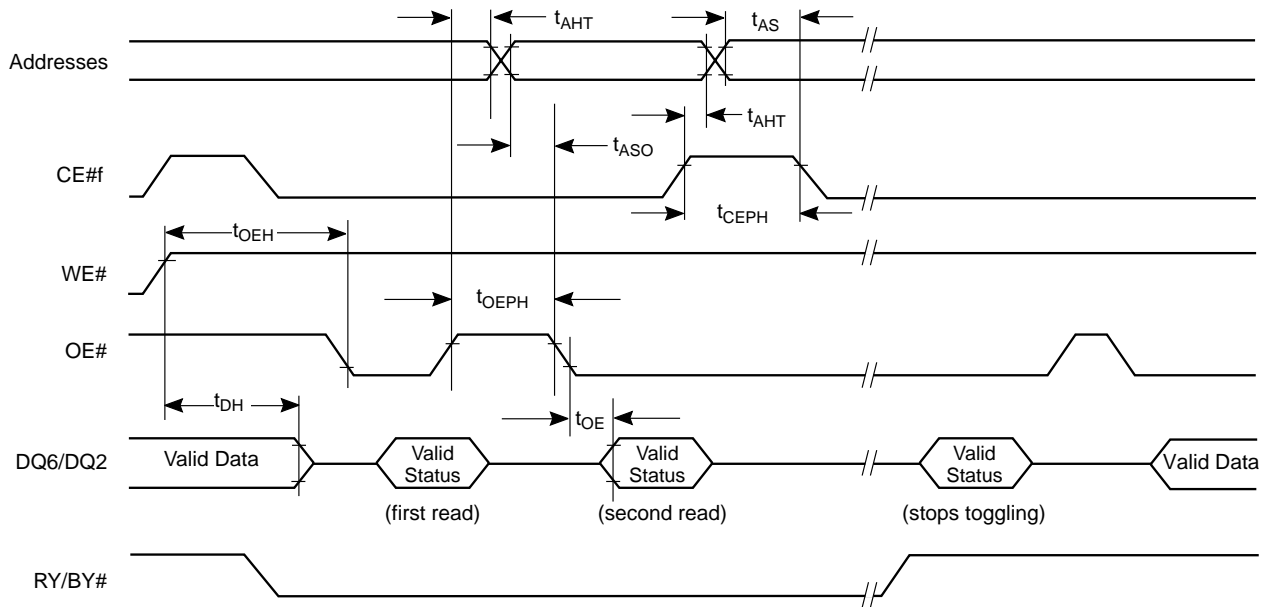 tAHT
tAS
Addresses
tAHT
tASO
CE#f
tCEPH
tOEH
WE#
tOEPH
OE#
tDH
tOE
DQ6/DQ2
Valid Data
Valid
Status
Valid
Status
Valid
Status
Valid Data
(first read)
(second read)
(stops toggling)
RY/BY#